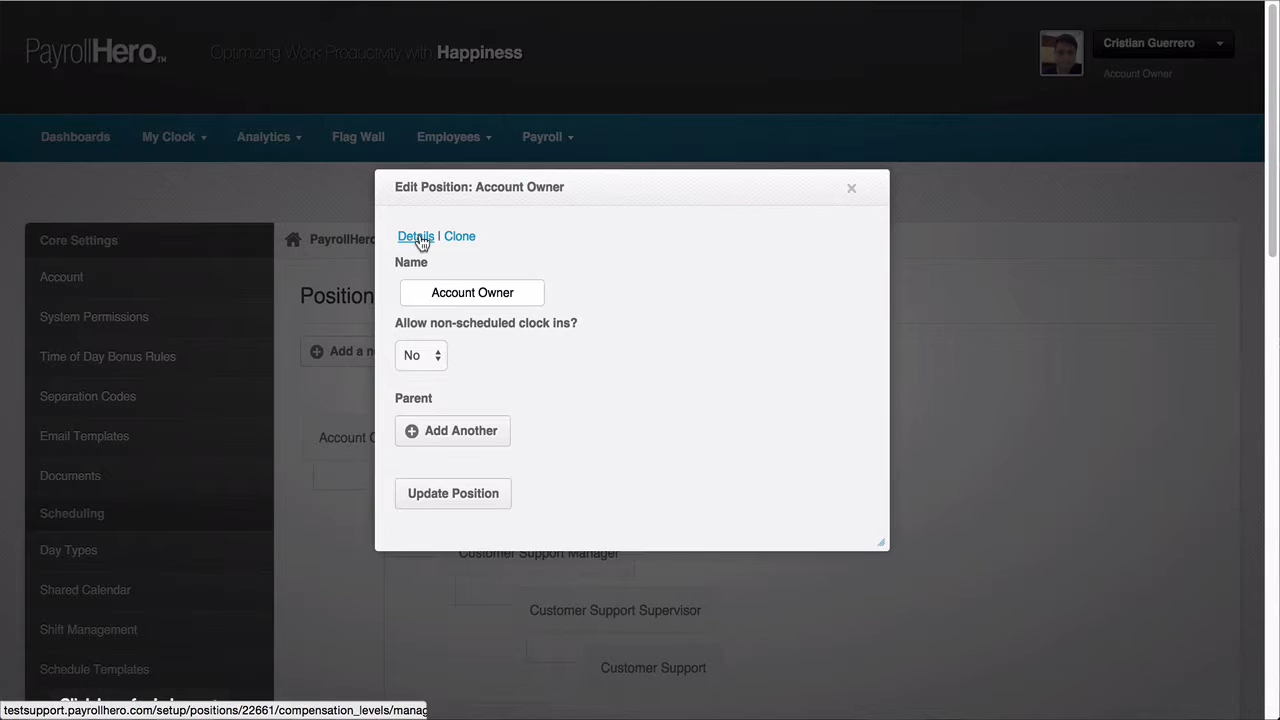 PayrollHero™
Optimizing Work Productivity with Happiness
Cristian Guerrero
Account Owner
Dashboards
My Clock
Analytics
Flag Wall
Employees
Payroll
Edit Position: Account Owner
×
Details | Clone
Name
Account Owner
Allow non-scheduled clock ins?
No
Parent
Add Another
Update Position
Core Settings
Account
System Permissions
Time of Day Bonus Rules
Separation Codes
Email Templates
Documents
Scheduling
Day Types
Shared Calendar
Shift Management
Schedule Templates
PayrollHero
Position
Add a n
Account O
Customer Support Manager
Customer Support Supervisor
Customer Support
testsupport.payrollhero.com/setup/positions/22661/compensation_levels/manag